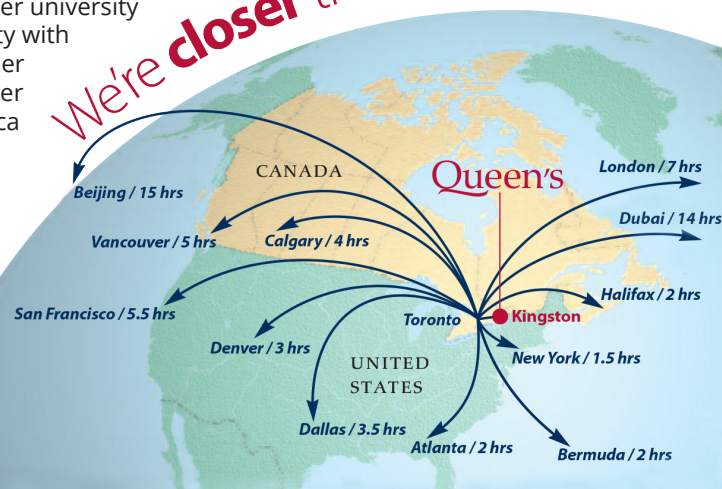 er university
ty with
er
er
ca
We're closer
CANADA
Queen's
London / 7 hrs
Beijing / 15 hrs
Dubai / 14 hrs
Vancouver / 5 hrs
Calgary / 4 hrs
Halifax / 2 hrs
San Francisco / 5.5 hrs
Toronto
Kingston
Denver / 3 hrs
New York / 1.5 hrs
UNITED
STATES
Dallas / 3.5 hrs
Atlanta / 2 hrs
Bermuda / 2 hrs